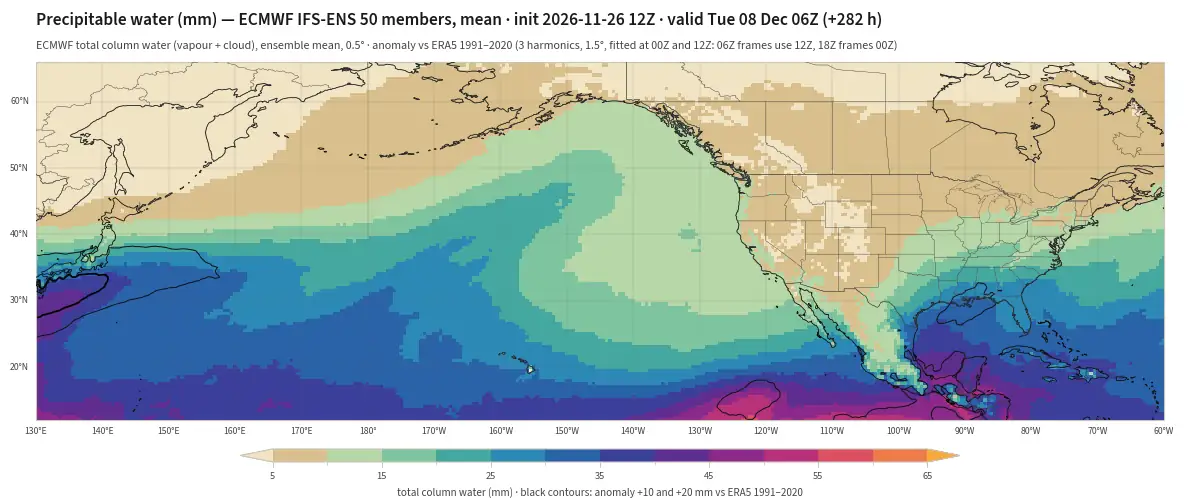 Precipitable water (mm) — ECMWF IFS-ENS 50 members, mean · init 2026-11-26 12Z · valid Tue 08 Dec 06Z (+282 h)
ECMWF total column water (vapour + cloud), ensemble mean, 0.5° · anomaly vs ERA5 1991–2020 (3 harmonics, 1.5°, fitted at 00Z and 12Z: 06Z frames use 12Z, 18Z frames 00Z)
60°N
50°N
40°N
30°N
20°N
130°E 140°E 150°E 160°E 170°E 180° 170°W 160°W 150°W 140°W 130°W 120°W 110°W 100°W 90°W 80°W 70°W 60°W
5 15 25 35 45 55 65
total column water (mm) · black contours: anomaly +10 and +20 mm vs ERA5 1991–2020